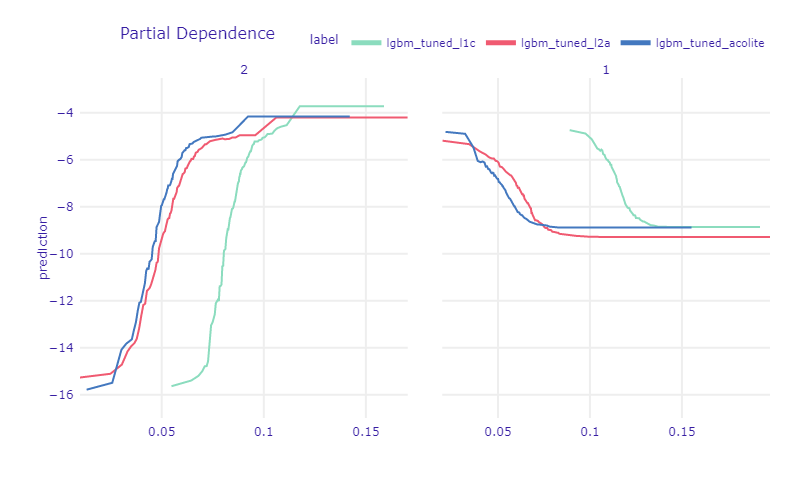 Partial Dependence
label
lgbm_tuned_l1c
lgbm_tuned_l2a
lgbm_tuned_acolite
2
1
−4
−6
−8
−10
−12
−14
−16
prediction
0.05
0.1
0.15
0.05
0.1
0.15